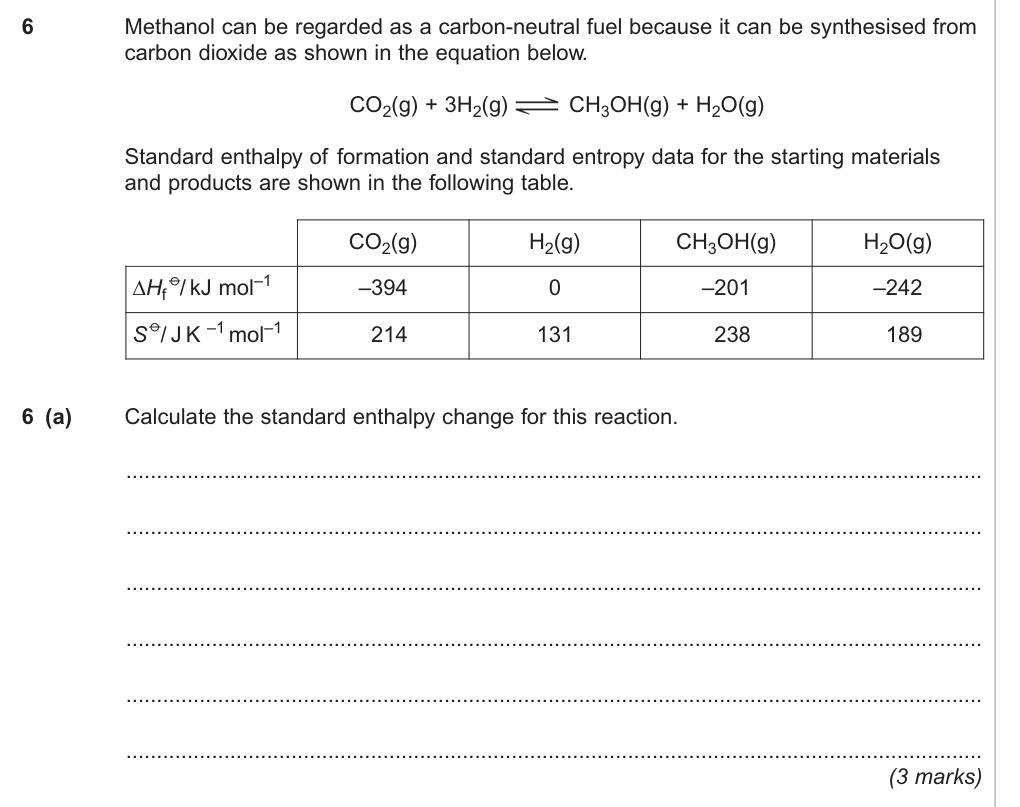 6 Methanol can be regarded as a carbon-neutral fuel because it can be synthesised from
carbon dioxide as shown in the equation below.
CO₂(g) + 3H₂(g) ⇌ CH₃OH(g) + H₂O(g)
Standard enthalpy of formation and standard entropy data for the starting materials
and products are shown in the following table.
CO₂(g) H₂(g) CH₃OH(g) H₂O(g)
ΔHf⦵/ kJ mol⁻¹ –394 0 –201 –242
S⦵/ J K⁻¹ mol⁻¹ 214 131 238 189
6 (a) Calculate the standard enthalpy change for this reaction.
(3 marks)